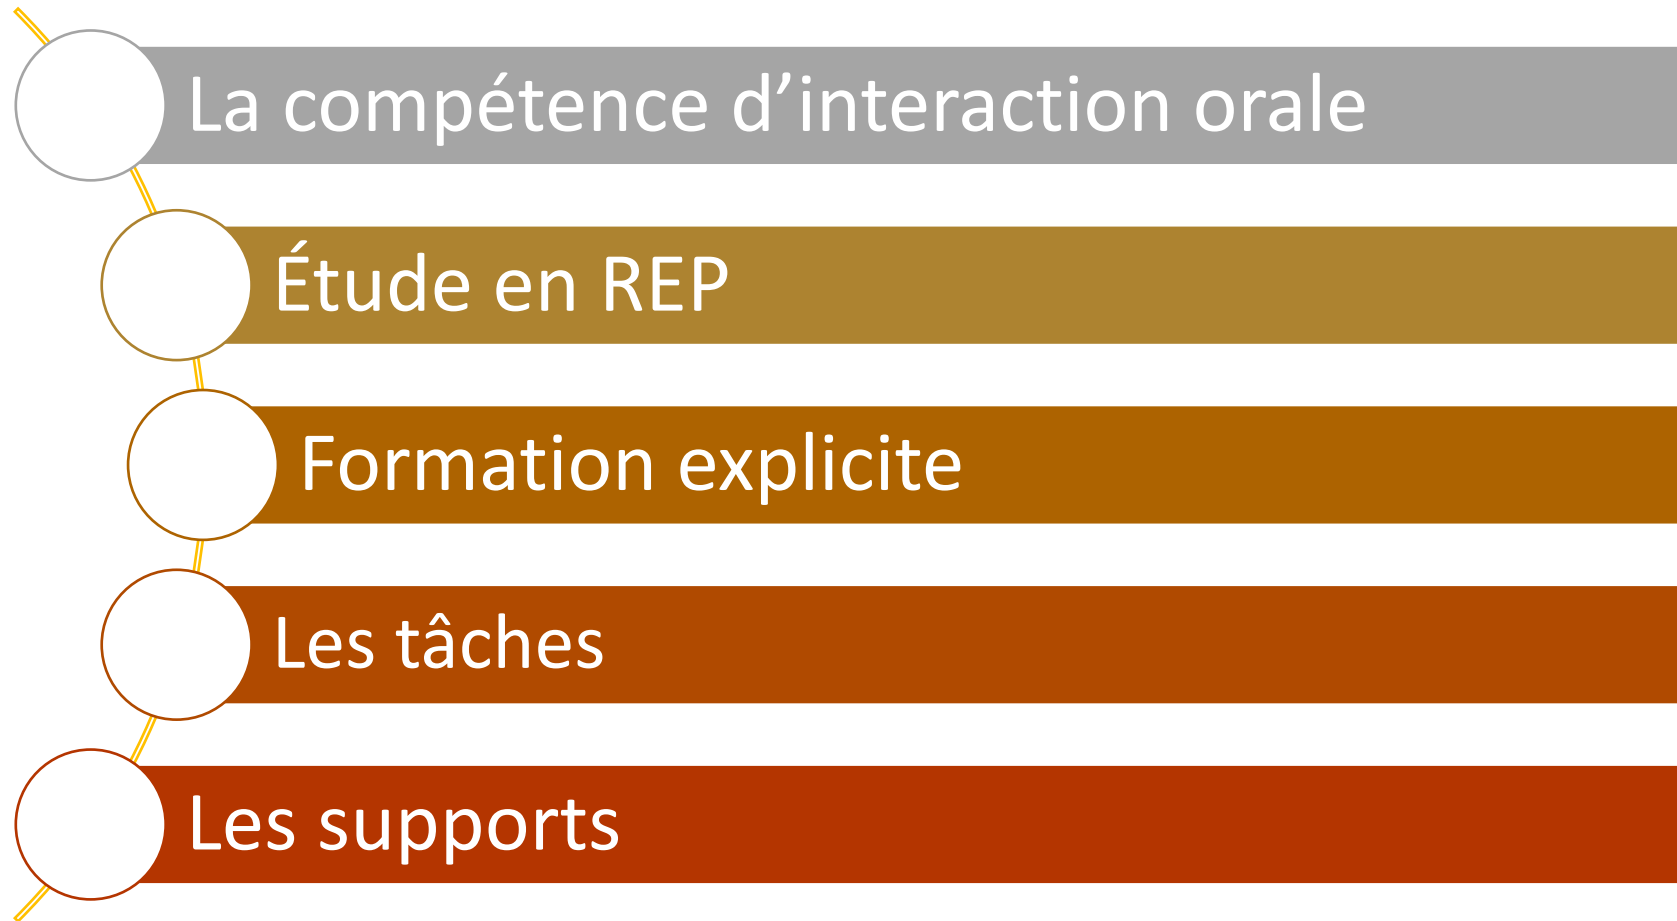 La compétence d’interaction orale
Étude en REP
Formation explicite
Les tâches
Les supports